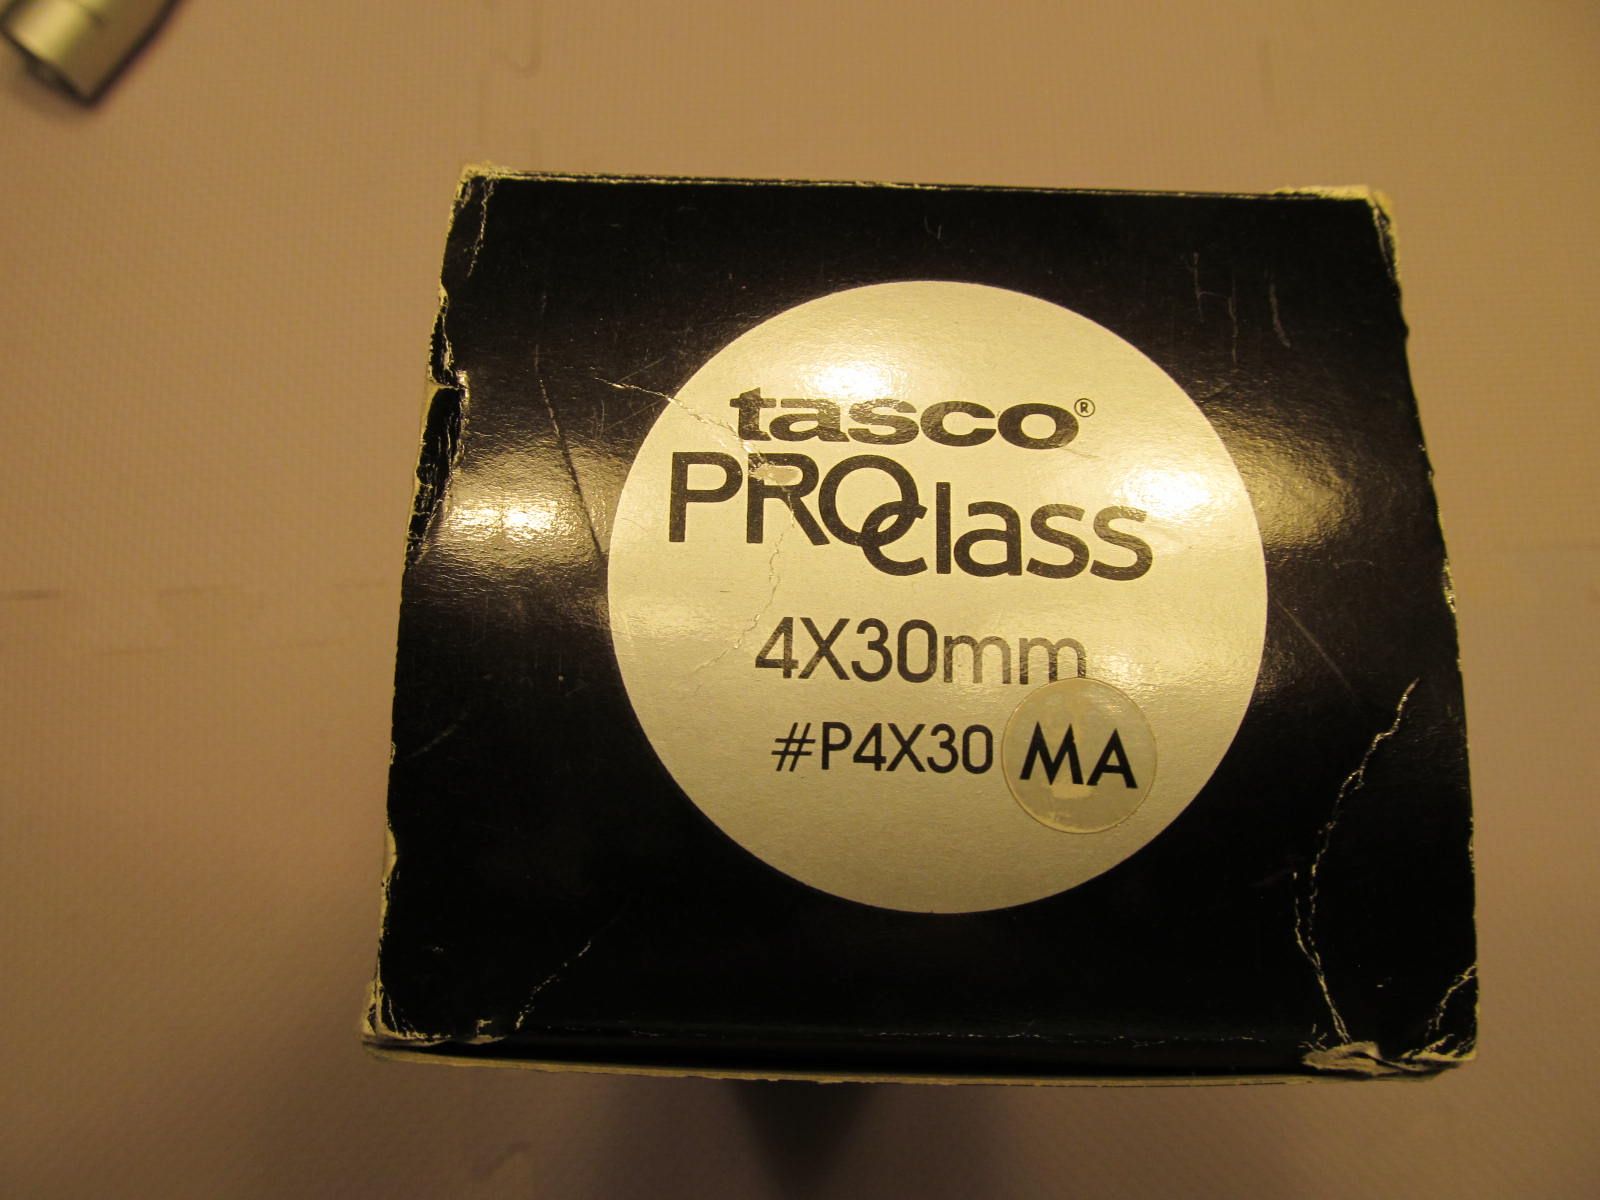 tasco®
PROclass
4X30mm
#P4X30 MA